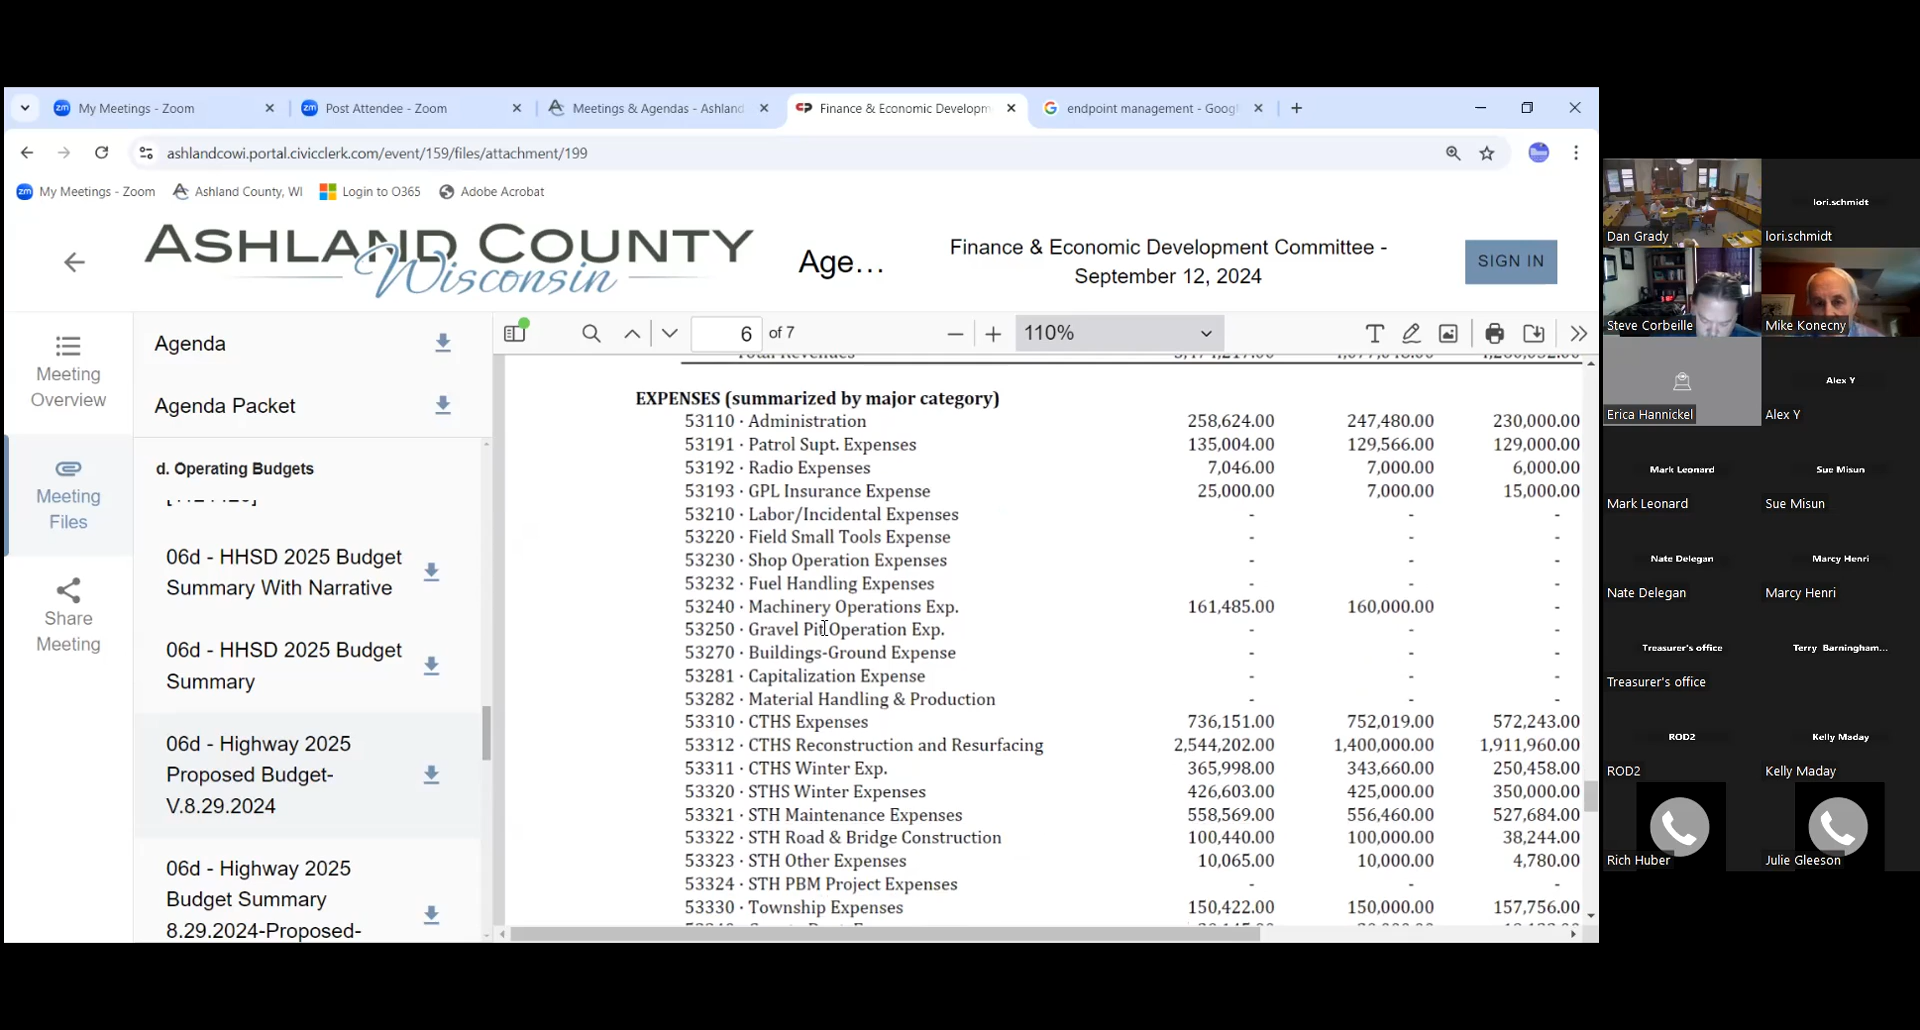 My Meetings - Zoom
Post Attendee - Zoom
Meetings & Agendas - Ashland
Finance & Economic Developm
endpoint management - Goog
ashlandcowi.portal.civicclerk.com/event/159/files/attachment/199
My Meetings - Zoom
Ashland County, WI
Login to O365
Adobe Acrobat
ASHLAND COUNTY
Wisconsin
Age...
Finance & Economic Development Committee -
September 12, 2024
SIGN IN
Meeting
Overview
Meeting
Files
Share
Meeting
Agenda
Agenda Packet
d. Operating Budgets
06d - HHSD 2025 Budget
Summary With Narrative
06d - HHSD 2025 Budget
Summary
06d - Highway 2025
Proposed Budget-
V.8.29.2024
06d - Highway 2025
Budget Summary
8.29.2024-Proposed-
6 of 7
110%
Total Revenues
EXPENSES (summarized by major category)
53110 · Administration 258,624.00 247,480.00 230,000.00
53191 · Patrol Supt. Expenses 135,004.00 129,566.00 129,000.00
53192 · Radio Expenses 7,046.00 7,000.00 6,000.00
53193 · GPL Insurance Expense 25,000.00 7,000.00 15,000.00
53210 · Labor/Incidental Expenses - - -
53220 · Field Small Tools Expense - - -
53230 · Shop Operation Expenses - - -
53232 · Fuel Handling Expenses - - -
53240 · Machinery Operations Exp. 161,485.00 160,000.00 -
53250 · Gravel Pit Operation Exp. - - -
53270 · Buildings-Ground Expense - - -
53281 · Capitalization Expense - - -
53282 · Material Handling & Production - - -
53310 · CTHS Expenses 736,151.00 752,019.00 572,243.00
53312 · CTHS Reconstruction and Resurfacing 2,544,202.00 1,400,000.00 1,911,960.00
53311 · CTHS Winter Exp. 365,998.00 343,660.00 250,458.00
53320 · STHS Winter Expenses 426,603.00 425,000.00 350,000.00
53321 · STH Maintenance Expenses 558,569.00 556,460.00 527,684.00
53322 · STH Road & Bridge Construction 100,440.00 100,000.00 38,244.00
53323 · STH Other Expenses 10,065.00 10,000.00 4,780.00
53324 · STH PBM Project Expenses - - -
53330 · Township Expenses 150,422.00 150,000.00 157,756.00
Dan Grady
lori.schmidt
lori.schmidt
Steve Corbeille
Mike Konecny
Erica Hannickel
Alex Y
Alex Y
Mark Leonard
Mark Leonard
Sue Misun
Sue Misun
Nate Delegan
Nate Delegan
Marcy Henri
Marcy Henri
Treasurer's office
Treasurer's office
Terry Barningham...
ROD2
ROD2
Kelly Maday
Kelly Maday
Rich Huber
Julie Gleeson